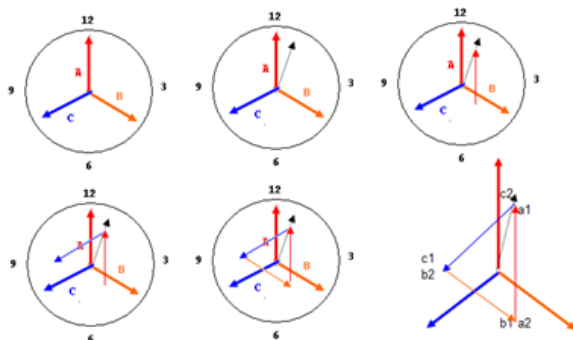 12 12 12
A A A
9 3 9 3 9 3
B B B
C C C
6 6 6
12 12
c2
a1
A A
9 3 9 3
B B
C C
c1
b2
b1 a2
6 6